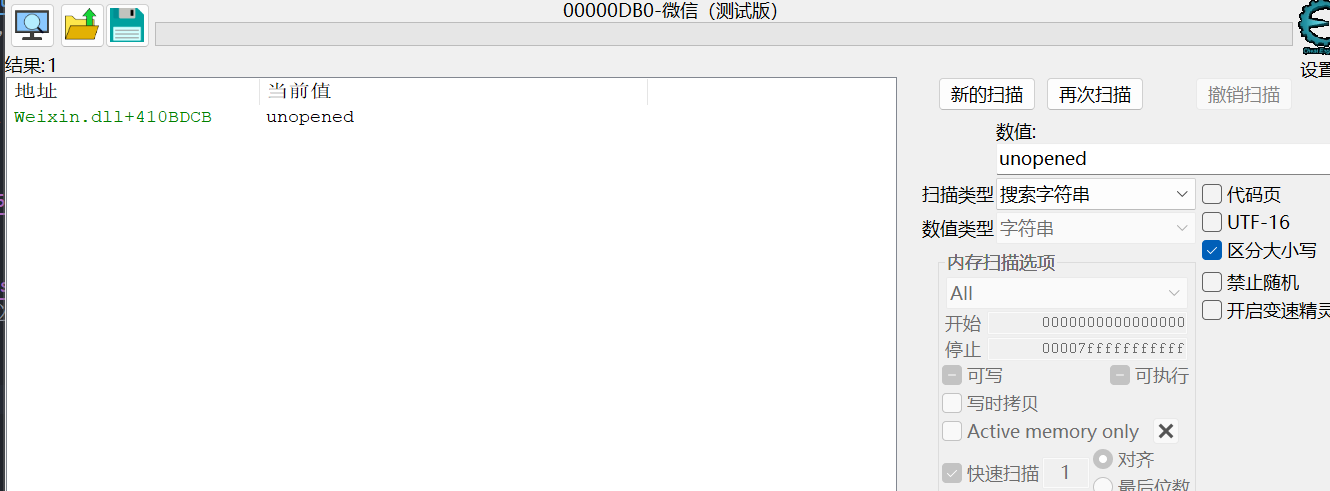 00000DB0-微信（测试版）
结果:1
设置
地址 当前值
Weixin.dll+410BDCB unopened
新的扫描 再次扫描 撤销扫描
数值:
unopened
扫描类型 搜索字符串
代码页
数值类型 字符串
UTF-16
区分大小写
内存扫描选项
All
禁止随机
开启变速精灵
开始 0000000000000000
停止 00007fffffffffff
可写 可执行
写时拷贝
Active memory only
快速扫描 1 对齐
最后位数